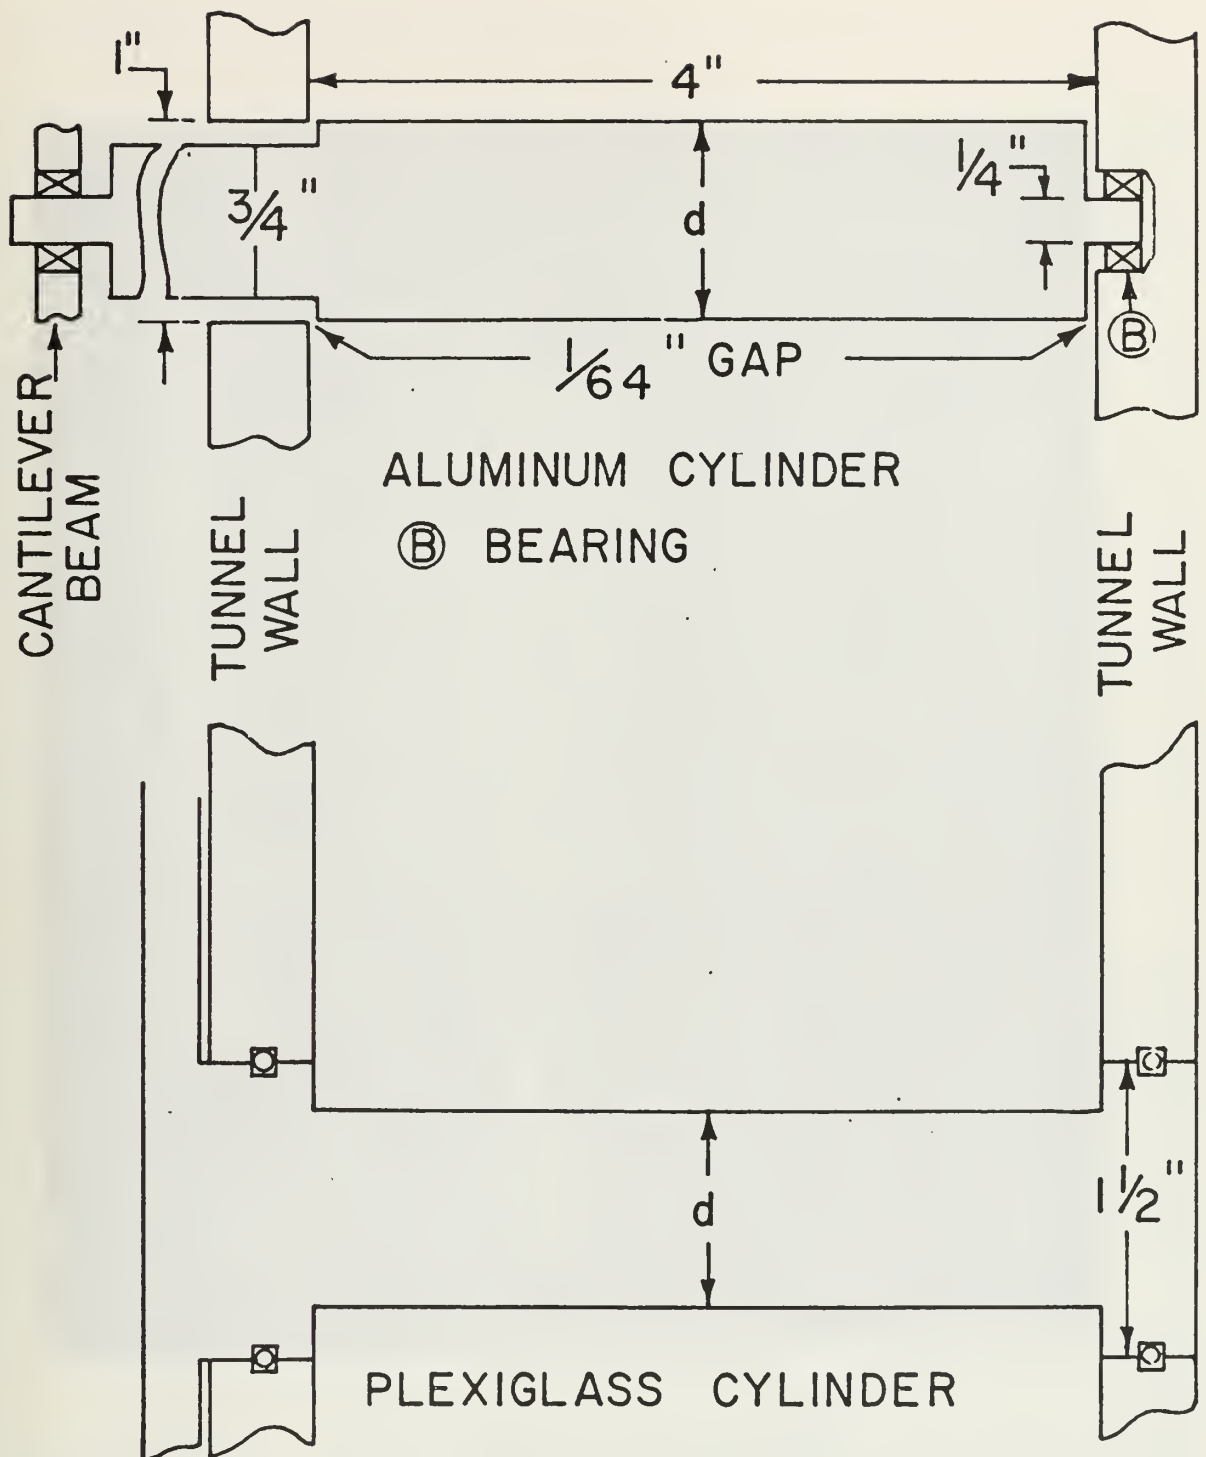 1"
4"
3/4"
d
1/4"
1/64" GAP
Ⓑ
CANTILEVER
BEAM
ALUMINUM CYLINDER
Ⓑ BEARING
TUNNEL
WALL
TUNNEL
WALL
d
1 1/2"
PLEXIGLASS CYLINDER